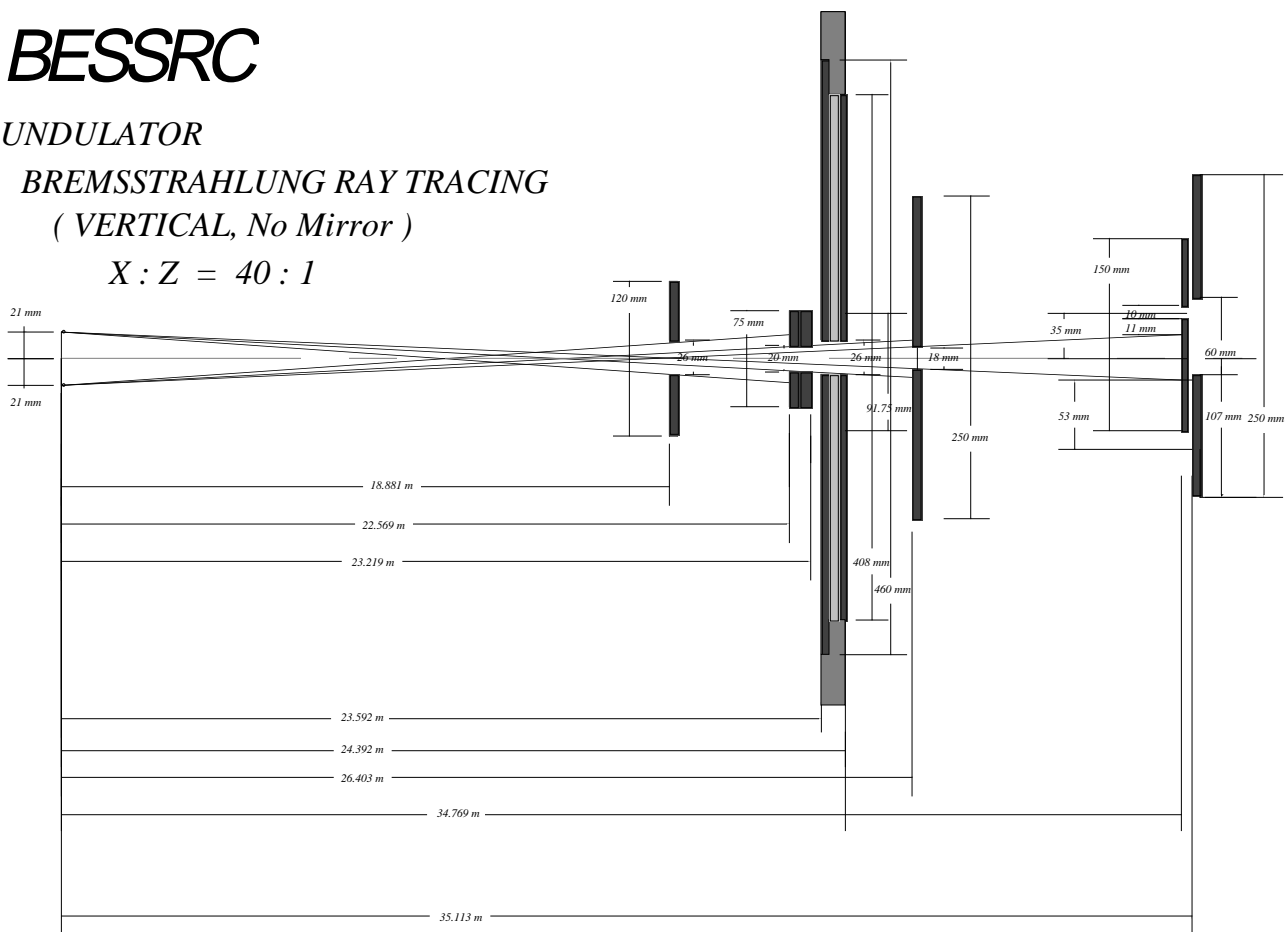 BESSRC
UNDULATOR
BREMSSTRAHLUNG RAY TRACING
( VERTICAL, No Mirror )
X : Z = 40 : 1
21 mm
21 mm
120 mm
26 mm
75 mm
20 mm
26 mm
91.75 mm
18 mm
250 mm
408 mm
460 mm
150 mm
10 mm
11 mm
35 mm
53 mm
60 mm
107 mm
250 mm
18.881 m
22.569 m
23.219 m
23.592 m
24.392 m
26.403 m
34.769 m
35.113 m